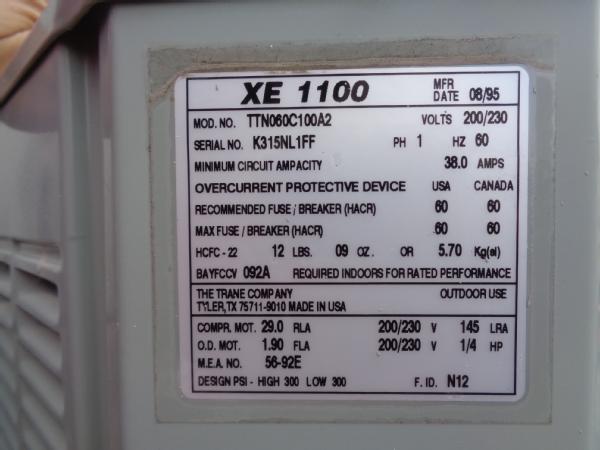 XE 1100 MFR DATE 08/95
MOD. NO. TTN060C100A2 VOLTS 200/230
SERIAL NO. K315NL1FF PH 1 HZ 60
MINIMUM CIRCUIT AMPACITY 38.0 AMPS
OVERCURRENT PROTECTIVE DEVICE USA CANADA
RECOMMENDED FUSE / BREAKER (HACR) 60 60
MAX FUSE / BREAKER (HACR) 60 60
HCFC - 22 12 LBS. 09 OZ. OR 5.70 Kg(si)
BAYFCCV 092A REQUIRED INDOORS FOR RATED PERFORMANCE
THE TRANE COMPANY OUTDOOR USE
TYLER, TX 75711-9010 MADE IN USA
COMPR. MOT. 29.0 RLA 200/230 V 145 LRA
O.D. MOT. 1.90 FLA 200/230 V 1/4 HP
M.E.A. NO. 56-92E
DESIGN PSI - HIGH 300 LOW 300 F. ID. N12